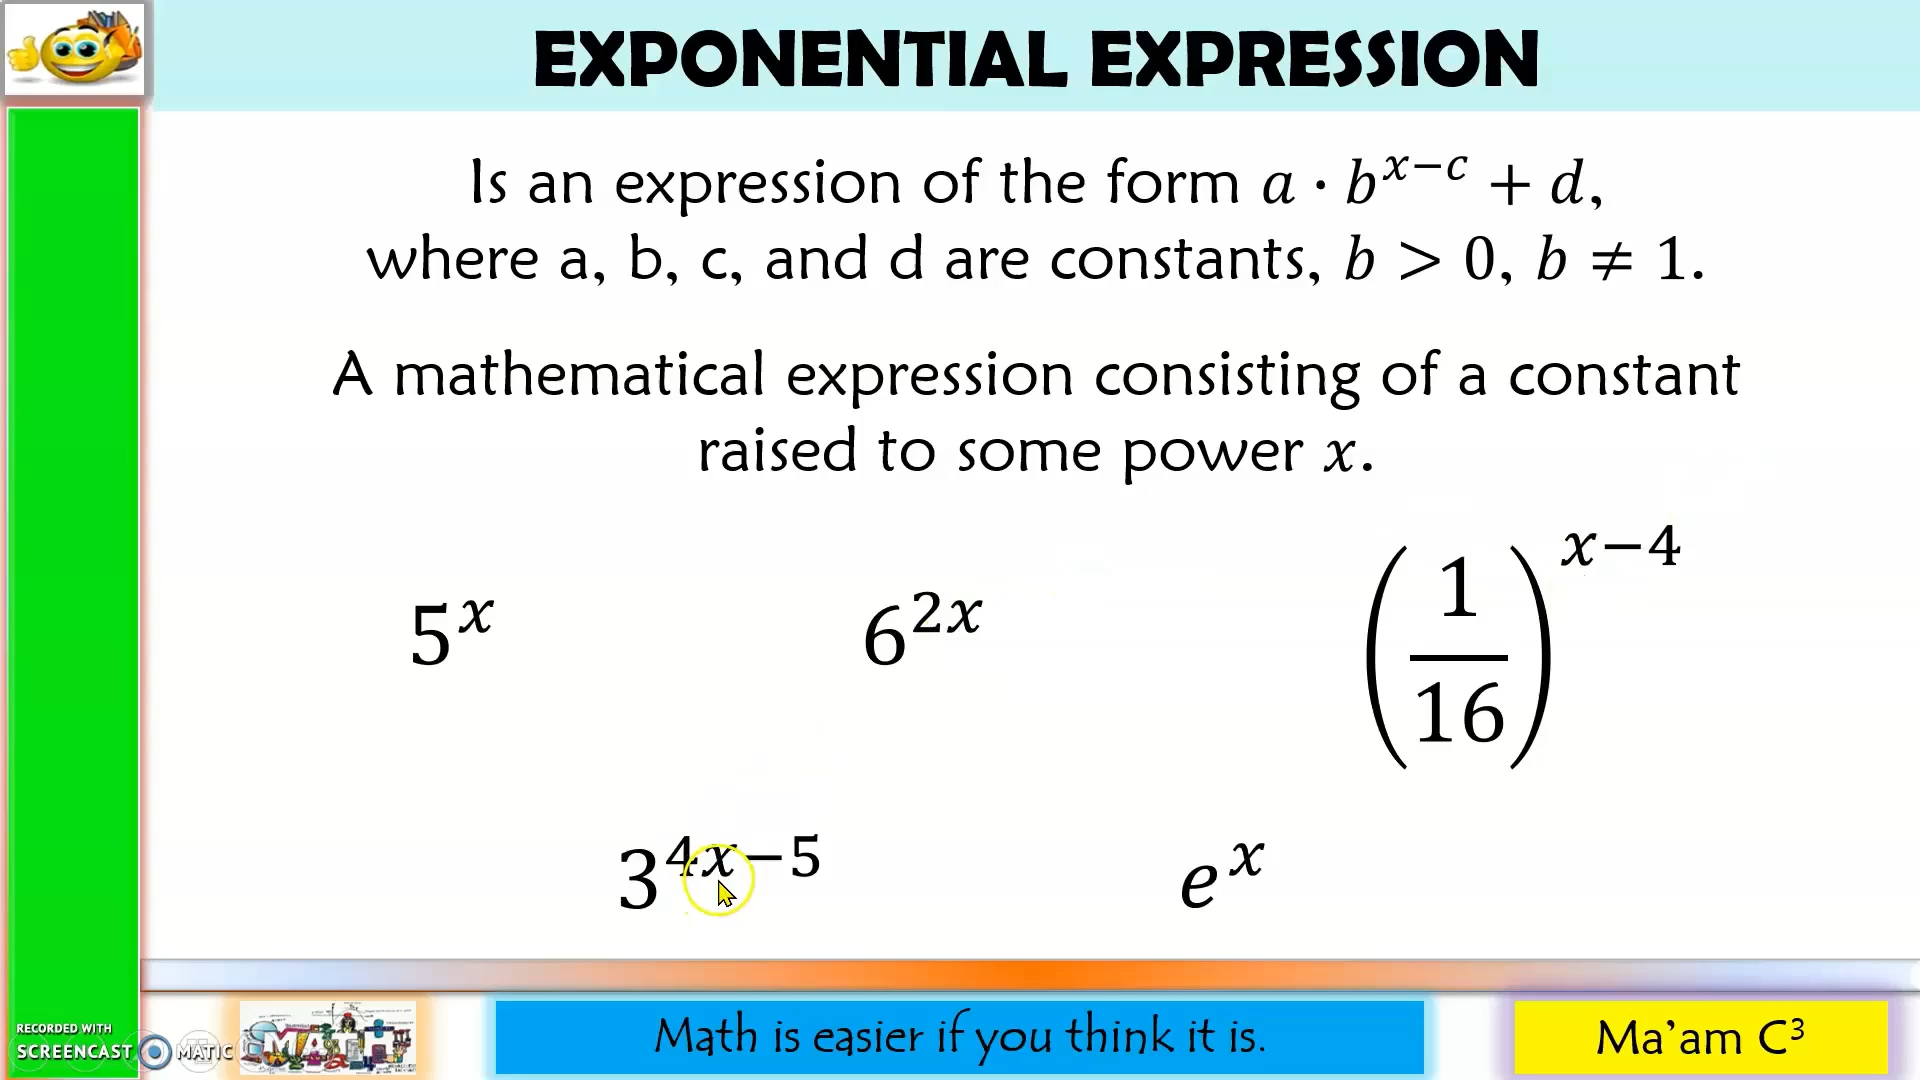 EXPONENTIAL EXPRESSION
Is an expression of the form a · b^{x−c} + d,
where a, b, c, and d are constants, b > 0, b ≠ 1.
A mathematical expression consisting of a constant
raised to some power x.
5^x 6^{2x} (1/16)^{x−4}
3^{4x−5} e^x
RECORDED WITH
SCREENCAST MATIC
MATH
Math is easier if you think it is.
Ma'am C³